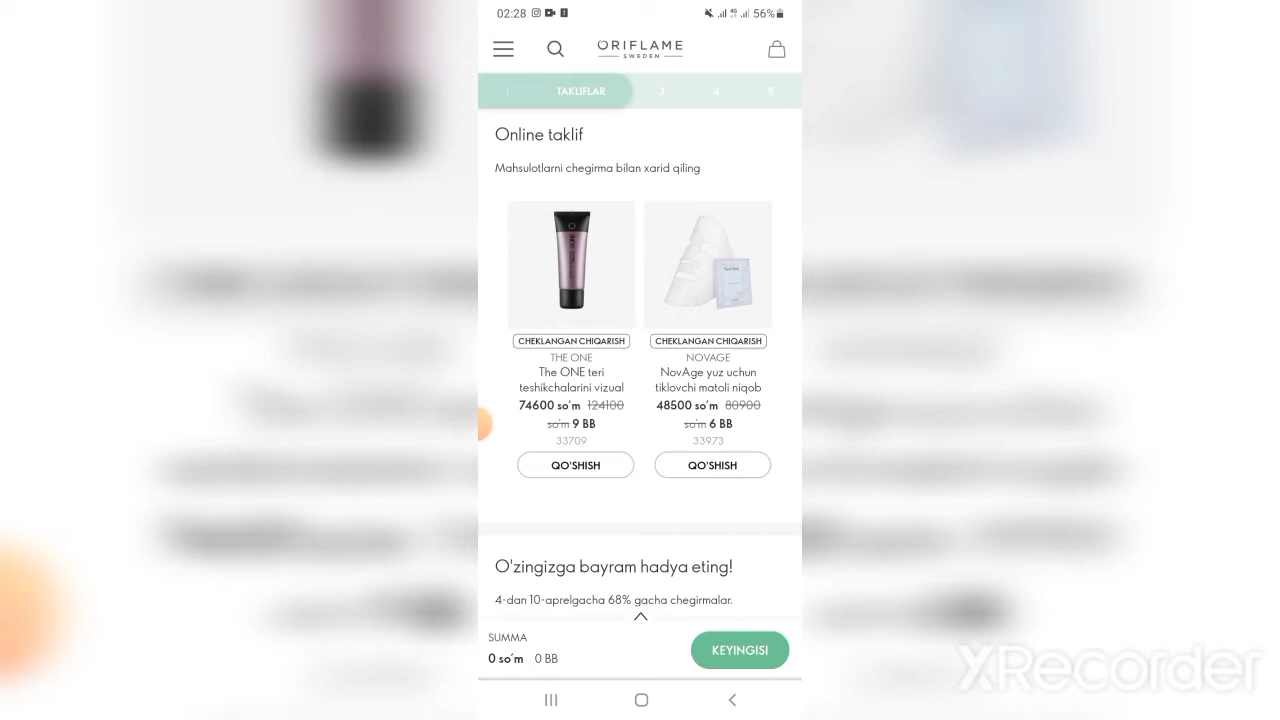 02:28 4G 56%
ORIFLAME
SWEDEN
1 TAKLIFLAR 3 4 5
Online taklif
Mahsulotlarni chegirma bilan xarid qiling
CHEKLANGAN CHIQARISH CHEKLANGAN CHIQARISH
THE ONE NOVAGE
The ONE teri NovAge yuz uchun
teshikchalarini vizual tiklovchi matoli niqob
74600 so'm 124100 48500 so'm 80900
so'm 9 BB so'm 6 BB
33709 33973
QO'SHISH QO'SHISH
O'zingizga bayram hadya eting!
4-dan 10-aprelgacha 68% gacha chegirmalar.
SUMMA
0 so'm 0 BB
KEYINGISI
XRecorder